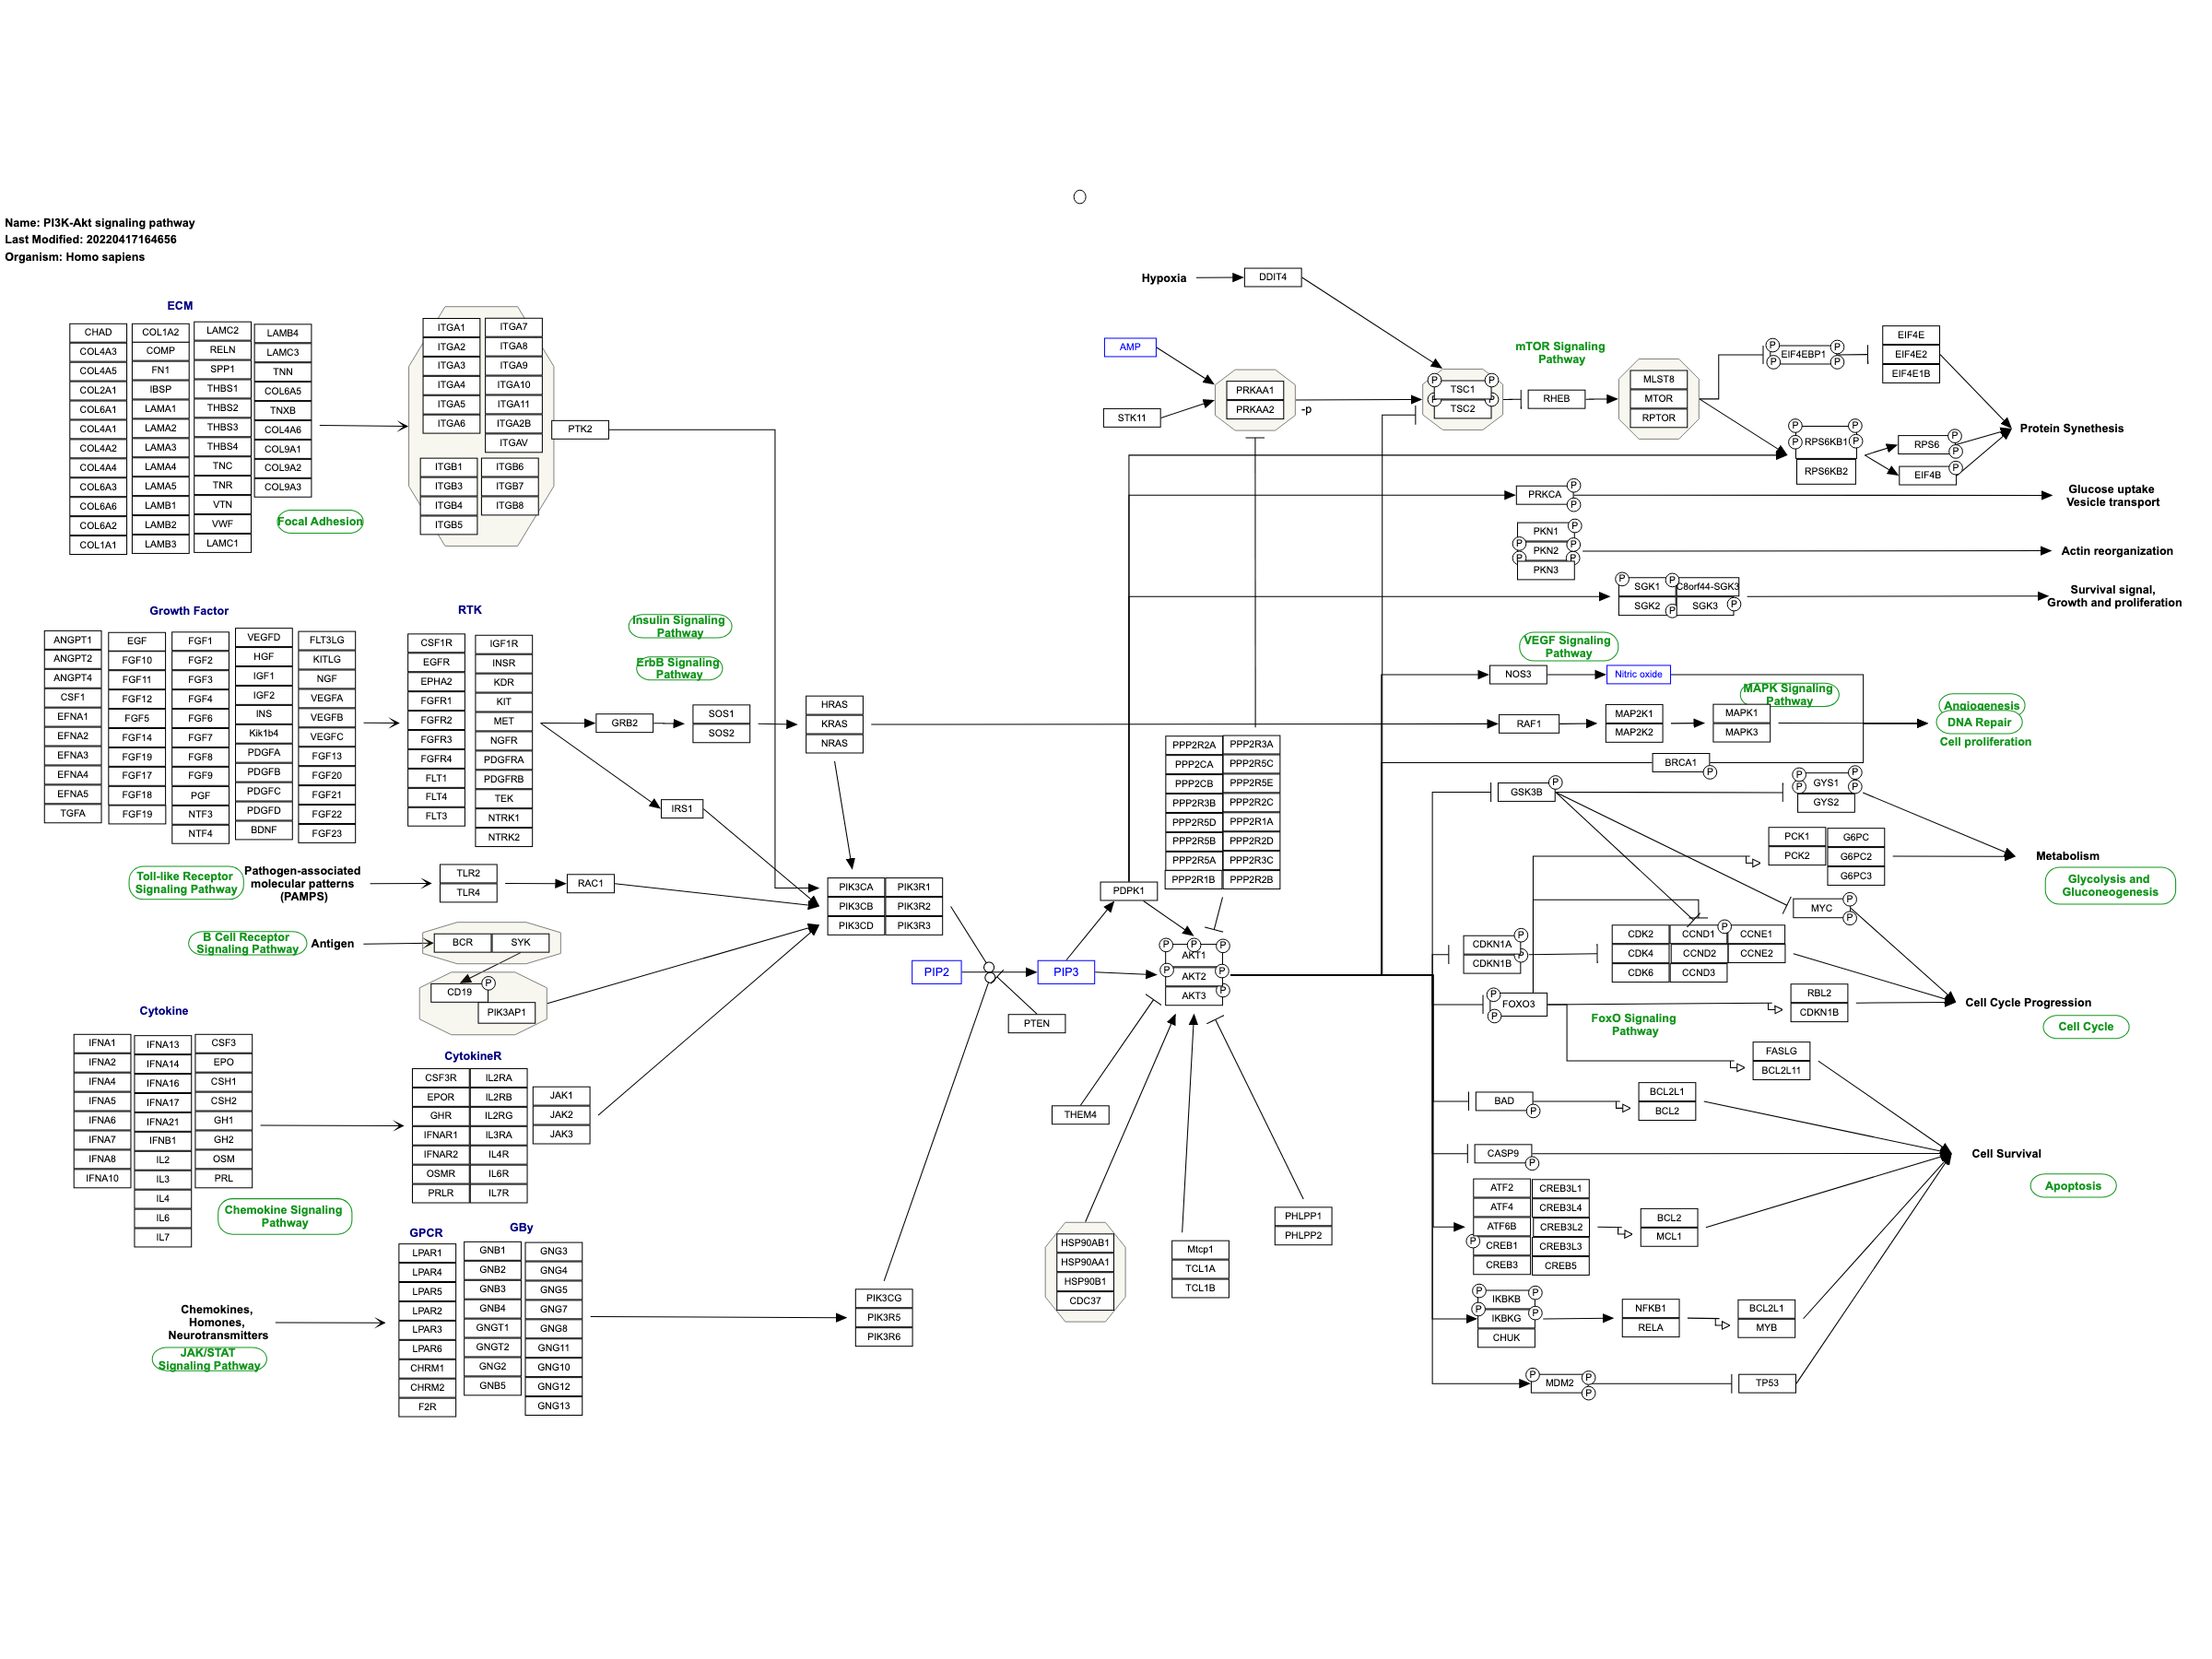 Name: PI3K-Akt signaling pathway
Last Modified: 20220417164656
Organism: Homo sapiens
ECM
CHAD
COL4A3
COL4A5
COL2A1
COL6A1
COL4A1
COL4A2
COL4A4
COL6A3
COL6A6
COL6A2
COL1A1
COL1A2
COMP
FN1
IBSP
LAMA1
LAMA2
LAMA3
LAMA4
LAMA5
LAMB1
LAMB2
LAMB3
LAMC2
RELN
SPP1
THBS1
THBS2
THBS3
THBS4
TNC
TNR
VTN
VWF
LAMC1
LAMB4
LAMC3
TNN
COL6A5
TNXB
COL4A6
COL9A1
COL9A2
COL9A3
Focal Adhesion
ITGA1
ITGA2
ITGA3
ITGA4
ITGA5
ITGA6
ITGA7
ITGA8
ITGA9
ITGA10
ITGA11
ITGA2B
ITGAV
ITGB1
ITGB3
ITGB4
ITGB5
ITGB6
ITGB7
ITGB8
PTK2
Growth Factor
ANGPT1
ANGPT2
ANGPT4
CSF1
EFNA1
EFNA2
EFNA3
EFNA4
EFNA5
TGFA
EGF
FGF10
FGF11
FGF12
FGF5
FGF14
FGF19
FGF17
FGF18
FGF19
FGF1
FGF2
FGF3
FGF4
FGF6
FGF7
FGF8
FGF9
PGF
NTF3
NTF4
VEGFD
HGF
IGF1
IGF2
INS
Kik1b4
PDGFA
PDGFB
PDGFC
PDGFD
BDNF
FLT3LG
KITLG
NGF
VEGFA
VEGFB
VEGFC
FGF13
FGF20
FGF21
FGF22
FGF23
RTK
CSF1R
EGFR
EPHA2
FGFR1
FGFR2
FGFR3
FGFR4
FLT1
FLT4
FLT3
IGF1R
INSR
KDR
KIT
MET
NGFR
PDGFRA
PDGFRB
TEK
NTRK1
NTRK2
Insulin Signaling
Pathway
ErbB Signaling
Pathway
GRB2
SOS1
SOS2
HRAS
KRAS
NRAS
IRS1
Toll-like Receptor
Signaling Pathway
Pathogen-associated
molecular patterns
(PAMPS)
TLR2
TLR4
RAC1
B Cell Receptor
Signaling Pathway
Antigen
BCR
SYK
CD19
P
PIK3AP1
PIK3CA
PIK3CB
PIK3CD
PIK3R1
PIK3R2
PIK3R3
Cytokine
IFNA1
IFNA2
IFNA4
IFNA5
IFNA6
IFNA7
IFNA8
IFNA10
IFNA13
IFNA14
IFNA16
IFNA17
IFNA21
IFNB1
IL2
IL3
IL4
IL6
IL7
CSF3
EPO
CSH1
CSH2
GH1
GH2
OSM
PRL
Chemokine Signaling
Pathway
CytokineR
CSF3R
EPOR
GHR
IFNAR1
IFNAR2
OSMR
PRLR
IL2RA
IL2RB
IL2RG
IL3RA
IL4R
IL6R
IL7R
JAK1
JAK2
JAK3
Chemokines,
Homones,
Neurotransmitters
JAK/STAT
Signaling Pathway
GPCR
LPAR1
LPAR4
LPAR5
LPAR2
LPAR3
LPAR6
CHRM1
CHRM2
F2R
GBy
GNB1
GNB2
GNB3
GNB4
GNGT1
GNGT2
GNG2
GNB5
GNG3
GNG4
GNG5
GNG7
GNG8
GNG11
GNG10
GNG12
GNG13
PIK3CG
PIK3R5
PIK3R6
PIP2
PIP3
PTEN
PDPK1
PPP2R2A
PPP2CA
PPP2CB
PPP2R3B
PPP2R5D
PPP2R5B
PPP2R5A
PPP2R1B
PPP2R3A
PPP2R5C
PPP2R5E
PPP2R2C
PPP2R1A
PPP2R2D
PPP2R3C
PPP2R2B
P
P
P
AKT1
P
AKT2
P
AKT3
P
THEM4
HSP90AB1
HSP90AA1
HSP90B1
CDC37
Mtcp1
TCL1A
TCL1B
PHLPP1
PHLPP2
Hypoxia
DDIT4
AMP
STK11
PRKAA1
PRKAA2
-p
P
TSC1
P
TSC2
RHEB
mTOR Signaling
Pathway
MLST8
MTOR
RPTOR
P
EIF4EBP1
P
P
P
EIF4E
EIF4E2
EIF4E1B
P
P
P
RPS6KB1
P
RPS6KB2
RPS6
P
P
EIF4B
P
Protein Synethesis
PRKCA
P
P
Glucose uptake
Vesicle transport
PKN1
P
P
PKN2
P
P
P
PKN3
Actin reorganization
P
SGK1
P
C8orf44-SGK3
SGK2
P
SGK3
P
Survival signal,
Growth and proliferation
VEGF Signaling
Pathway
NOS3
Nitric oxide
MAPK Signaling
Pathway
RAF1
MAP2K1
MAP2K2
MAPK1
MAPK3
Angiogenesis
DNA Repair
Cell proliferation
BRCA1
P
GSK3B
P
P
P
P
P
GYS1
GYS2
PCK1
PCK2
G6PC
G6PC2
G6PC3
Metabolism
Glycolysis and
Gluconeogenesis
MYC
P
P
CDKN1A
P
CDKN1B
P
CDK2
CDK4
CDK6
CCND1
P
CCND2
CCND3
CCNE1
CCNE2
P
FOXO3
P
FoxO Signaling
Pathway
RBL2
CDKN1B
Cell Cycle Progression
Cell Cycle
FASLG
BCL2L11
BAD
P
BCL2L1
BCL2
CASP9
P
Cell Survival
Apoptosis
ATF2
ATF4
ATF6B
P
CREB1
CREB3
CREB3L1
CREB3L4
CREB3L2
CREB3L3
CREB5
BCL2
MCL1
P
IKBKB
P
P
IKBKG
P
CHUK
NFKB1
RELA
BCL2L1
MYB
P
MDM2
P
P
TP53